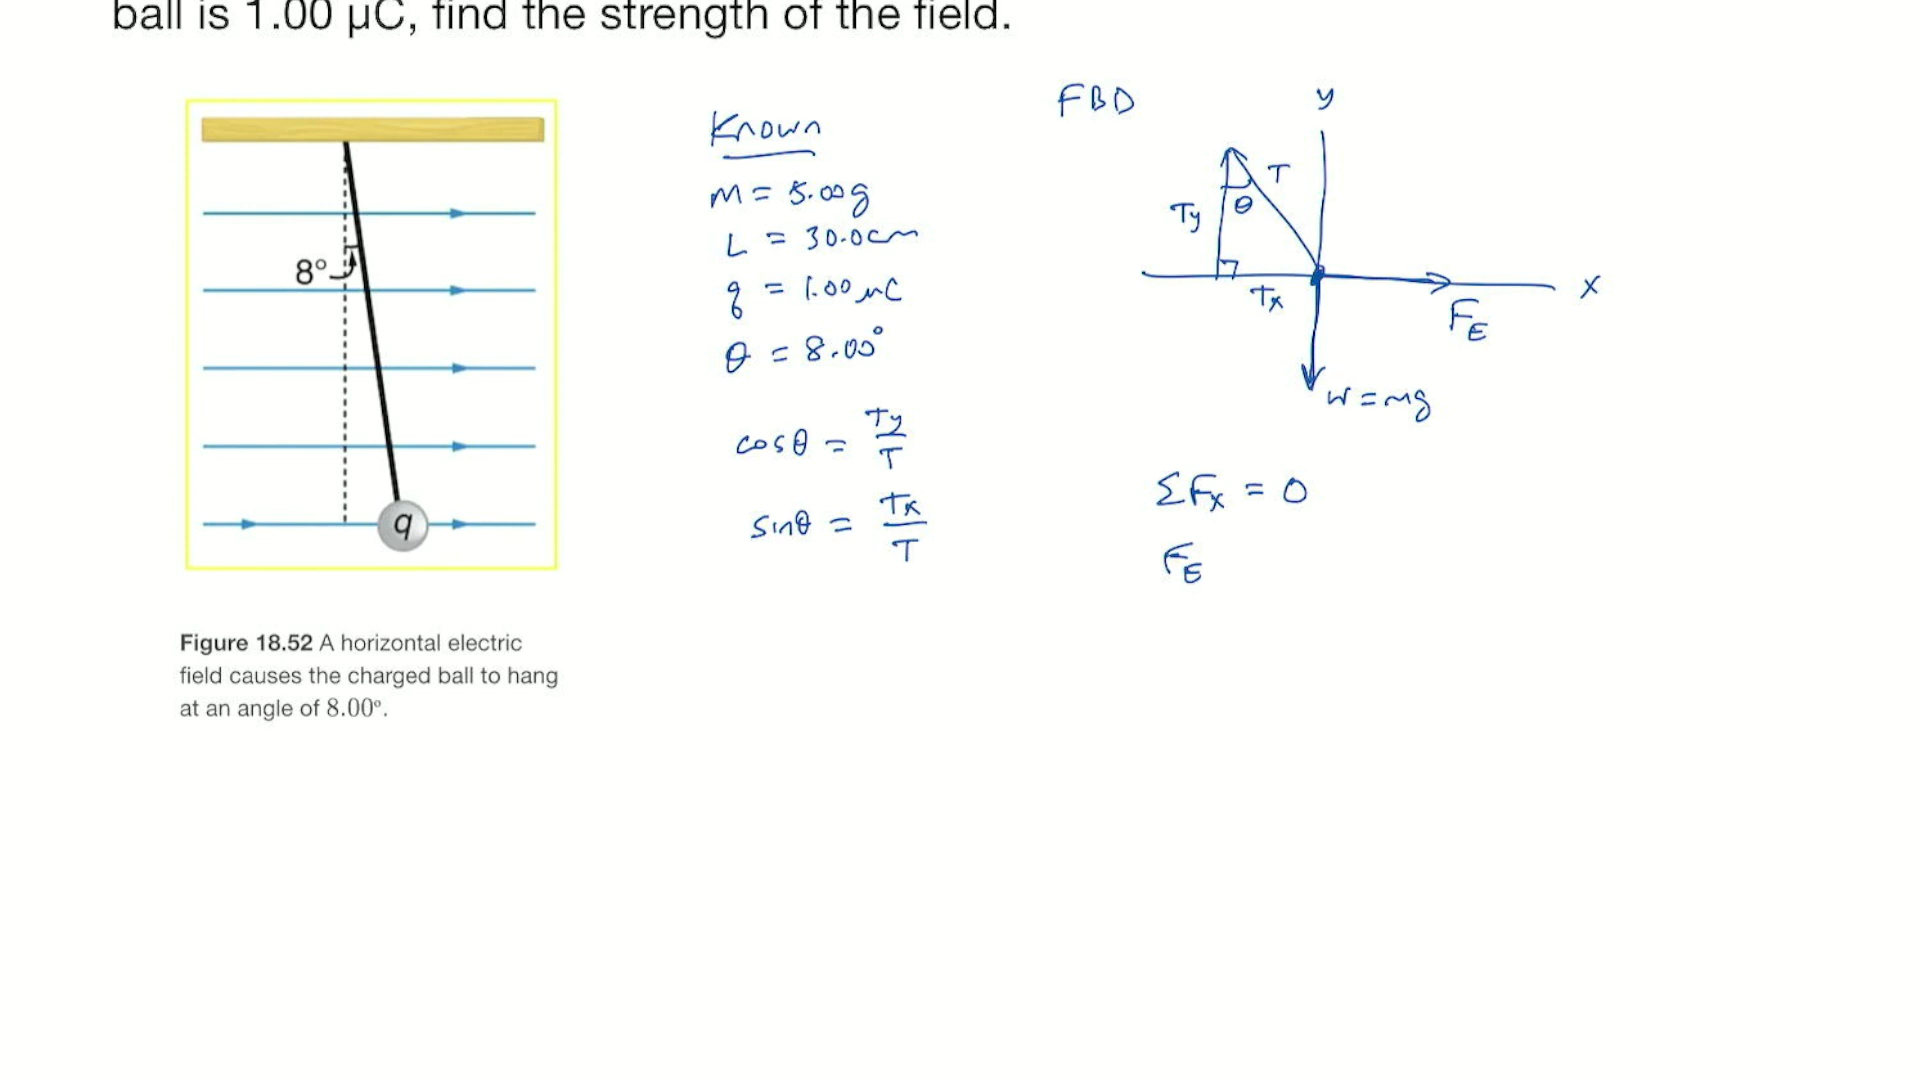 ball is 1.00 µC, find the strength of the field.
8°
q
Figure 18.52 A horizontal electric
field causes the charged ball to hang
at an angle of 8.00º.
Known
m = 5.00g
L = 30.0cm
q = 1.00 µC
θ = 8.00°
cosθ = Ty/T
sinθ = Tx/T
FBD
y
T
Ty
θ
Tx
x
FE
W = mg
ΣFx = 0
FE